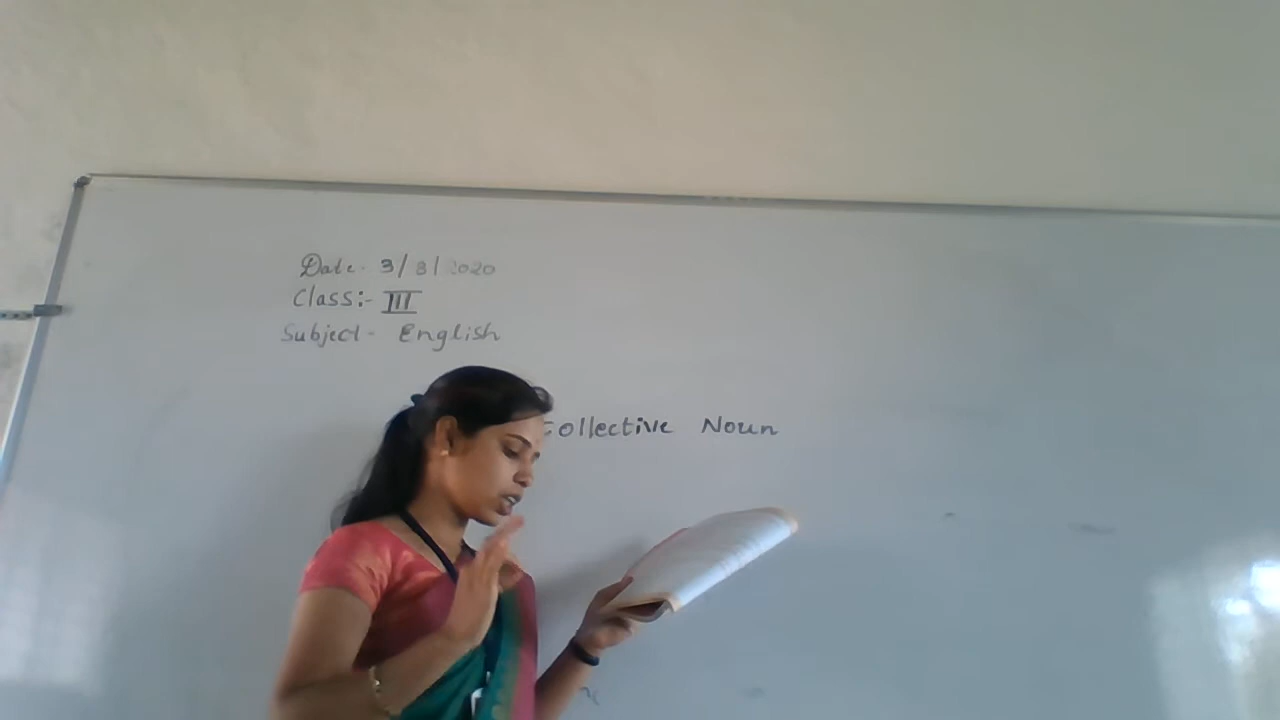 Date - 3/8/2020
Class:- III
Subject - English
Collective Noun